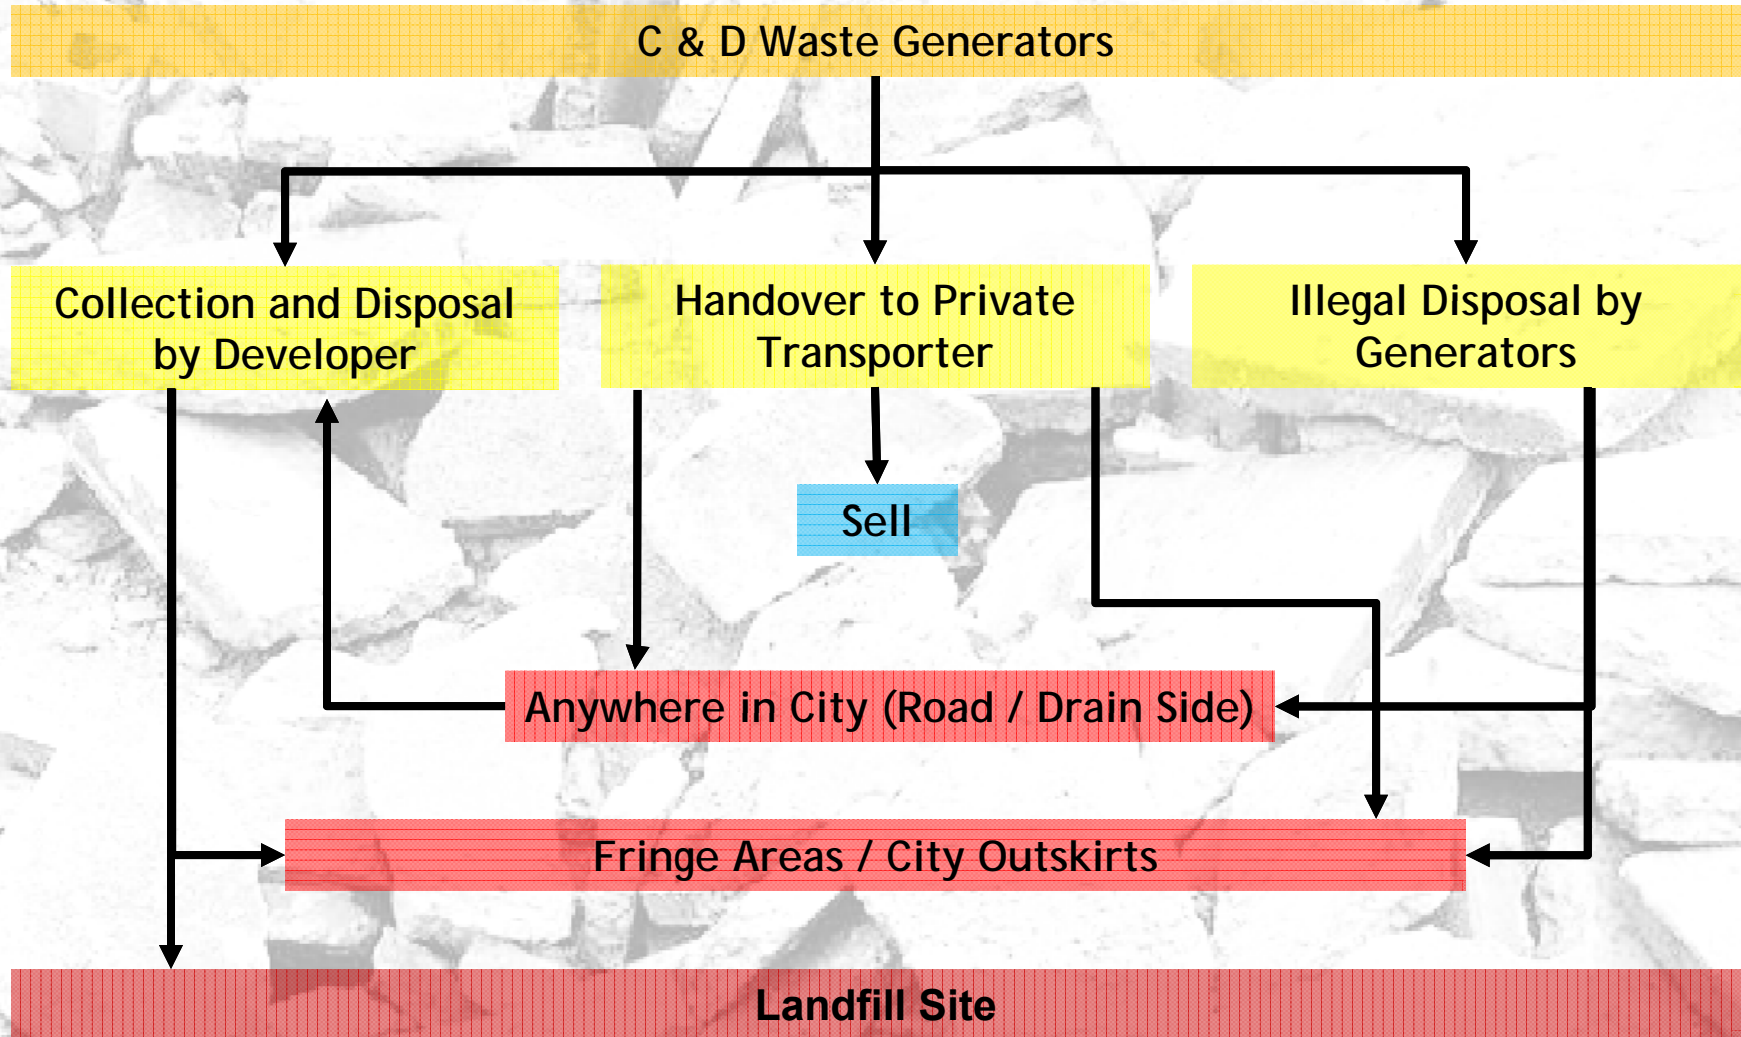 C & D Waste Generators
Collection and Disposal
by Developer
Handover to Private
Transporter
Illegal Disposal by
Generators
Sell
Anywhere in City (Road / Drain Side)
Fringe Areas / City Outskirts
Landfill Site